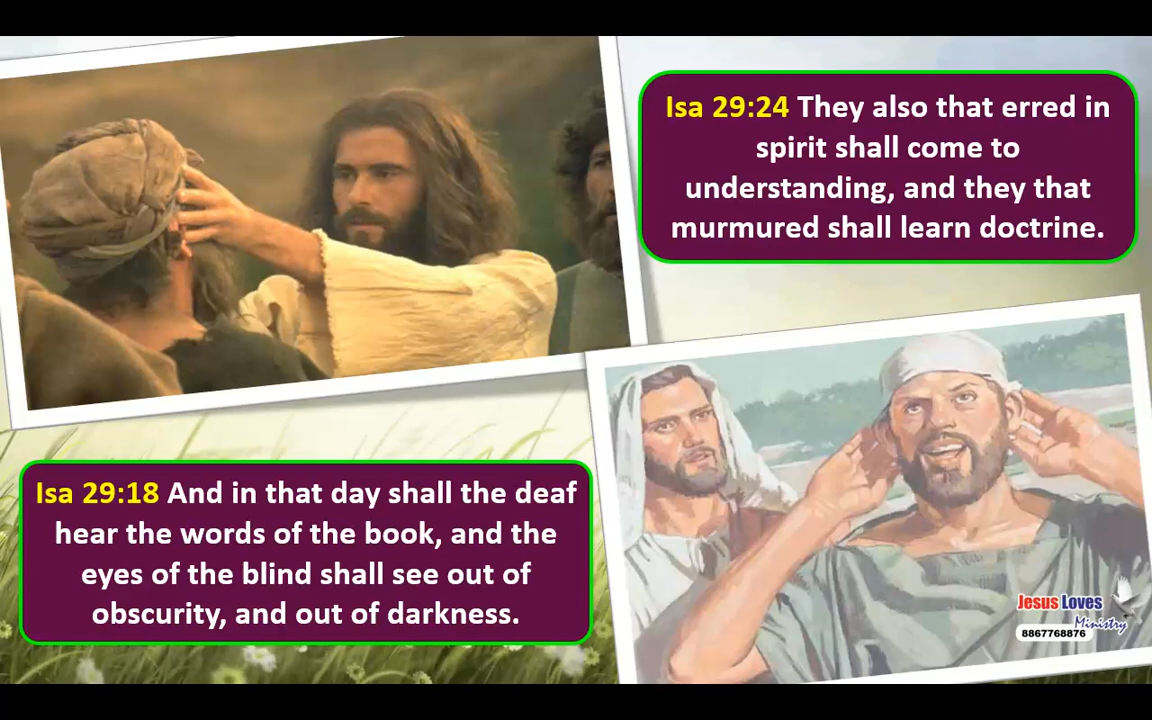 Isa 29:24 They also that erred in
spirit shall come to
understanding, and they that
murmured shall learn doctrine.
Isa 29:18 And in that day shall the deaf
hear the words of the book, and the
eyes of the blind shall see out of
obscurity, and out of darkness.
Jesus Loves
Ministry
8867768876